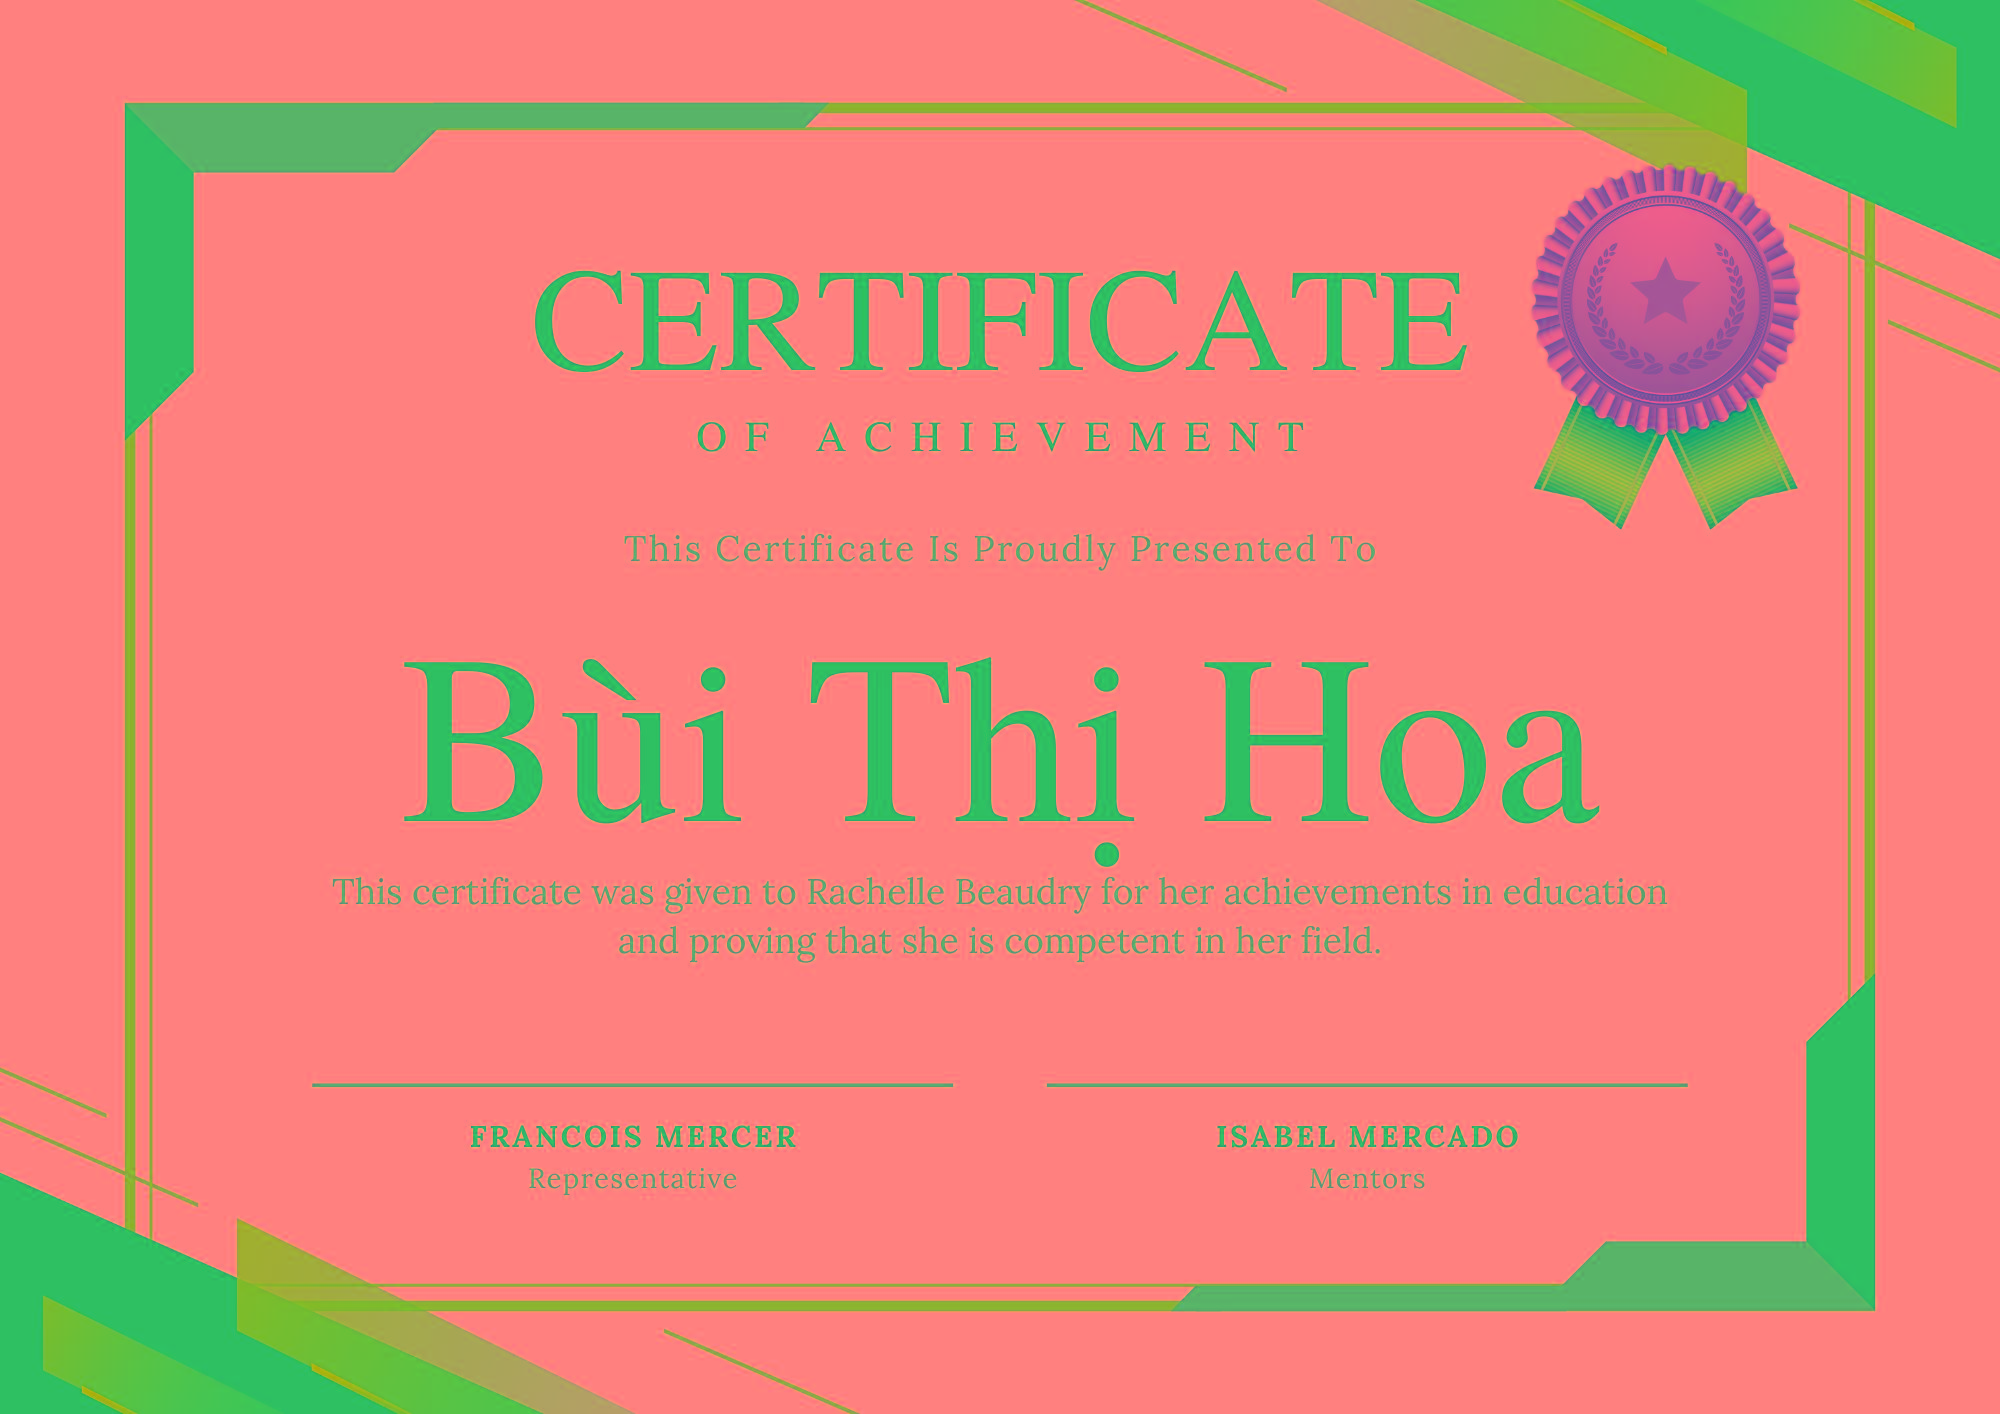 CERTIFICATE
OF ACHIEVEMENT
This Certificate Is Proudly Presented To
Bùi Thị Hoa
This certificate was given to Rachelle Beaudry for her achievements in education
and proving that she is competent in her field.
FRANCOIS MERCER
Representative
ISABEL MERCADO
Mentors